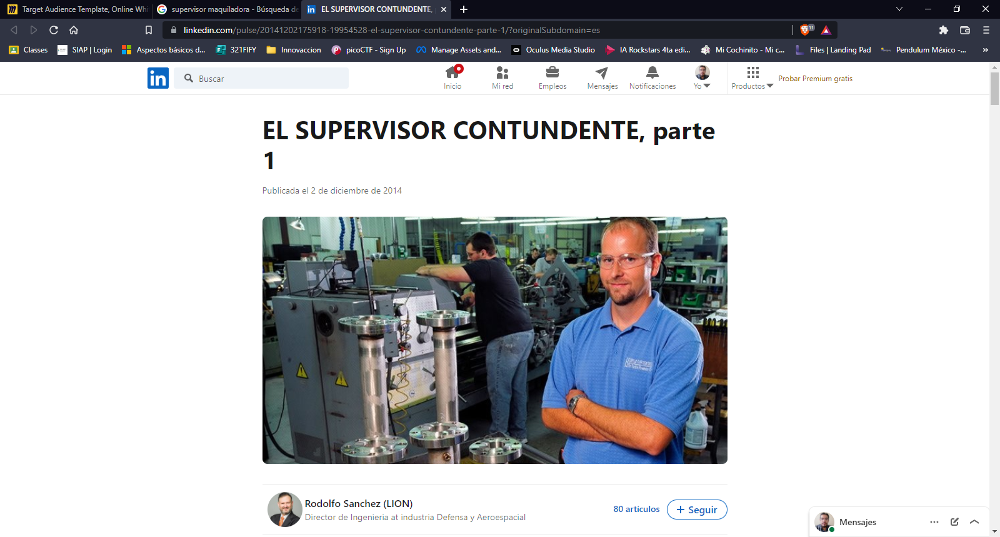 Target Audience Template, Online Whi
supervisor maquiladora - Búsqueda de
EL SUPERVISOR CONTUNDENTE,
linkedin.com/pulse/20141202175918-19954528-el-supervisor-contundente-parte-1/?originalSubdomain=es
11
Classes
SIAP | Login
Aspectos básicos d...
321FIFY
Innovaccion
picoCTF - Sign Up
Manage Assets and...
Oculus Media Studio
IA Rockstars 4ta edi...
Mi Cochinito - Mi c...
Files | Landing Pad
Pendulum México -...
»
in
Buscar
Inicio
Mi red
Empleos
Mensajes
Notificaciones
Yo
Productos
Probar Premium gratis
EL SUPERVISOR CONTUNDENTE, parte
1
Publicada el 2 de diciembre de 2014
Rodolfo Sanchez (LION)
Director de Ingenieria at industria Defensa y Aeroespacial
80 artículos
+ Seguir
Mensajes